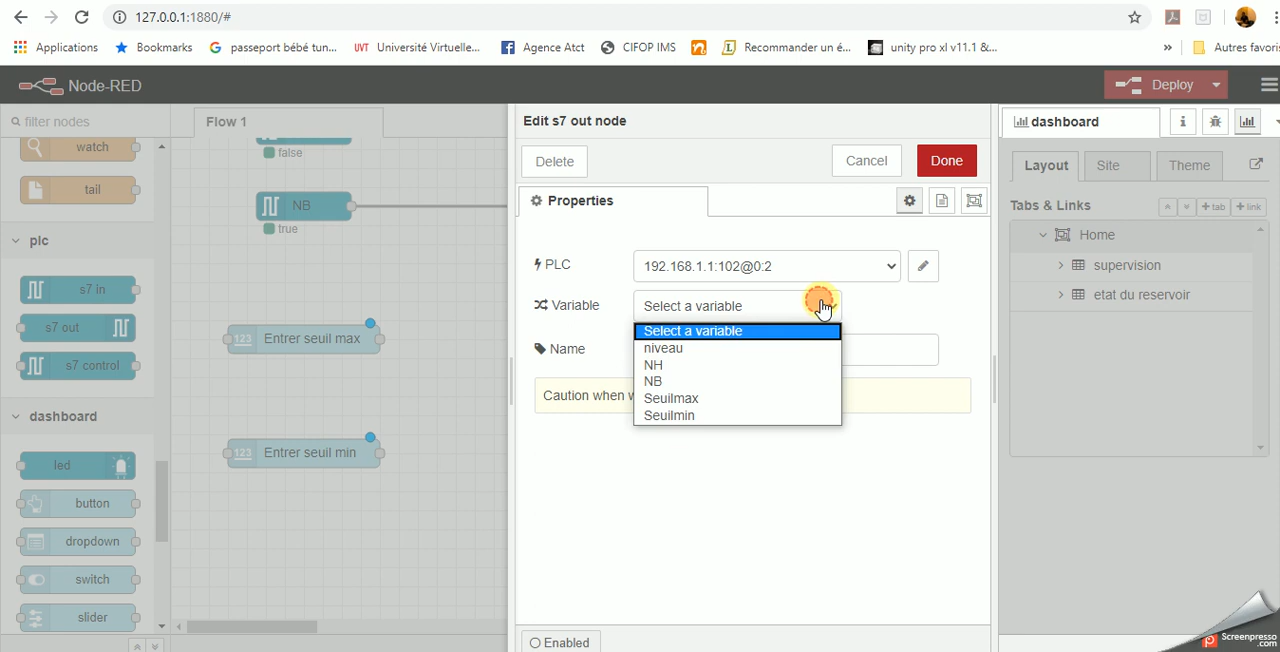 127.0.0.1:1880/#
Applications
Bookmarks
passeport bébé tun...
UVT Université Virtuelle...
Agence Atct
CIFOP IMS
Recommander un é...
unity pro xl v11.1 &...
»
Autres favoris
Node-RED
Deploy
filter nodes
Flow 1
Edit s7 out node
dashboard
Delete
Cancel
Done
Layout
Site
Theme
Properties
Tabs & Links
+ tab
+ link
Home
supervision
etat du reservoir
watch
tail
plc
s7 in
s7 out
s7 control
dashboard
led
button
dropdown
switch
slider
false
NB
true
123 Entrer seuil max
123 Entrer seuil min
PLC
192.168.1.1:102@0:2
Variable
Select a variable
Select a variable
niveau
NH
NB
Seuilmax
Seuilmin
Name
Caution when
Enabled
Screenpresso
.com